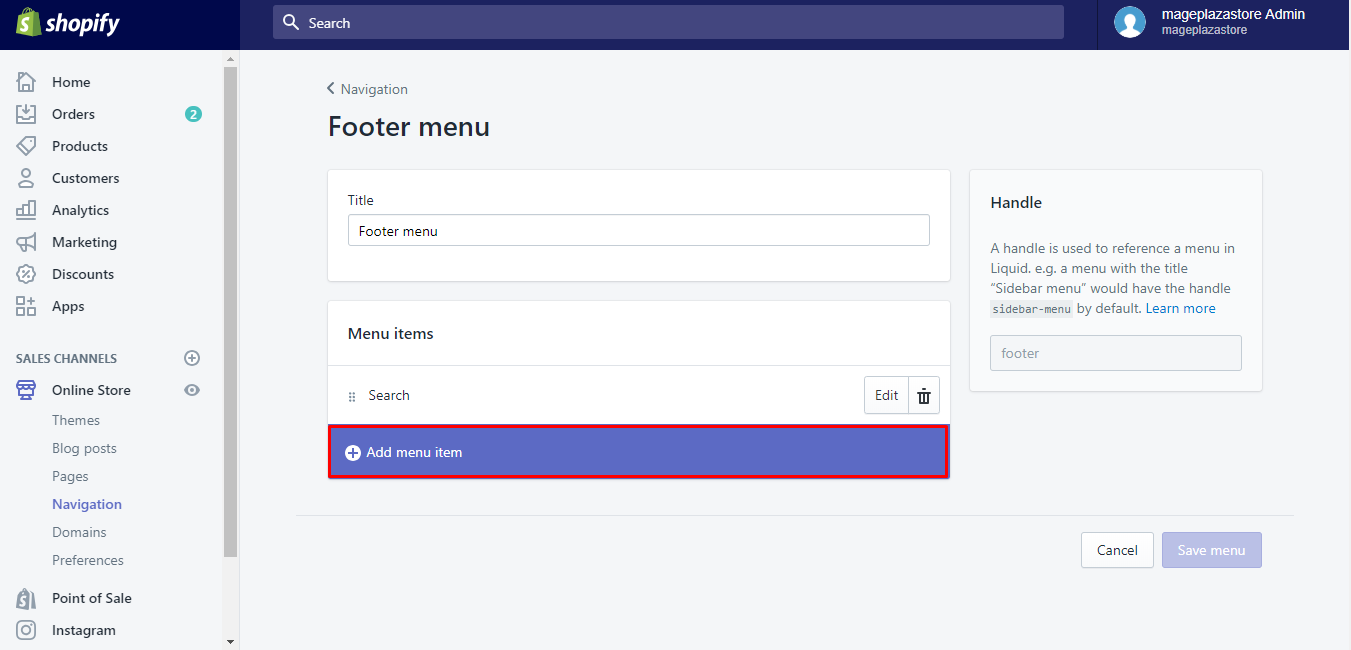 shopify
Search
mageplazastore Admin
mageplazastore
Home
Orders
2
Products
Customers
Analytics
Marketing
Discounts
Apps
SALES CHANNELS
Online Store
Themes
Blog posts
Pages
Navigation
Domains
Preferences
Point of Sale
Instagram
Navigation
Footer menu
Title
Footer menu
Menu items
Search
Edit
Add menu item
Handle
A handle is used to reference a menu in
Liquid. e.g. a menu with the title
“Sidebar menu” would have the handle
sidebar-menu by default. Learn more
footer
Cancel
Save menu